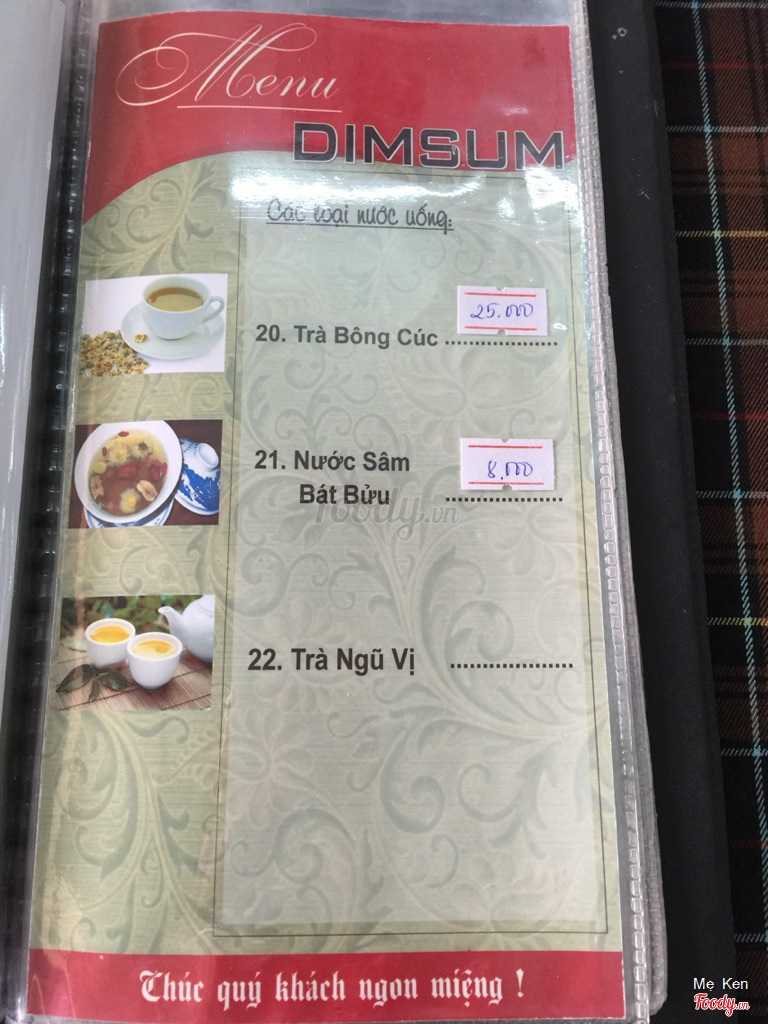 Menu
DIMSUM
Các loại nước uống:
25.000
20. Trà Bông Cúc ..................
21. Nước Sâm
8.000
Bát Bửu ..................
Foody.vn
22. Trà Ngũ Vị ...................
Chúc quý khách ngon miệng !
Mẹ Ken
Foody.vn